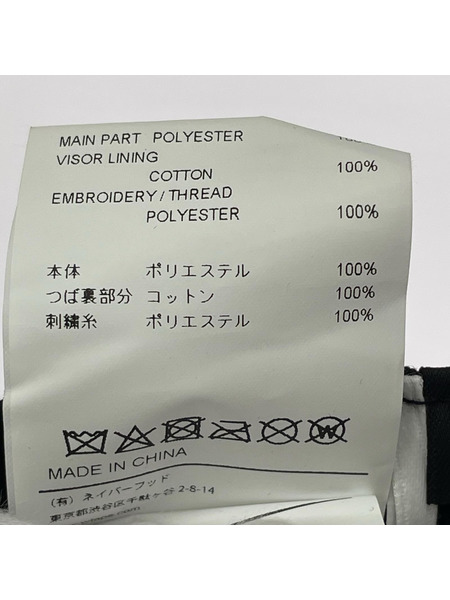 MAIN PART POLYESTER 100%
VISOR LINING
COTTON 100%
EMBROIDERY / THREAD
POLYESTER 100%
本体 ポリエステル 100%
つば裏部分 コットン 100%
刺繍糸 ポリエステル 100%
MADE IN CHINA
(有) ネイバーフッド
東京都渋谷区千駄ヶ谷2-8-14